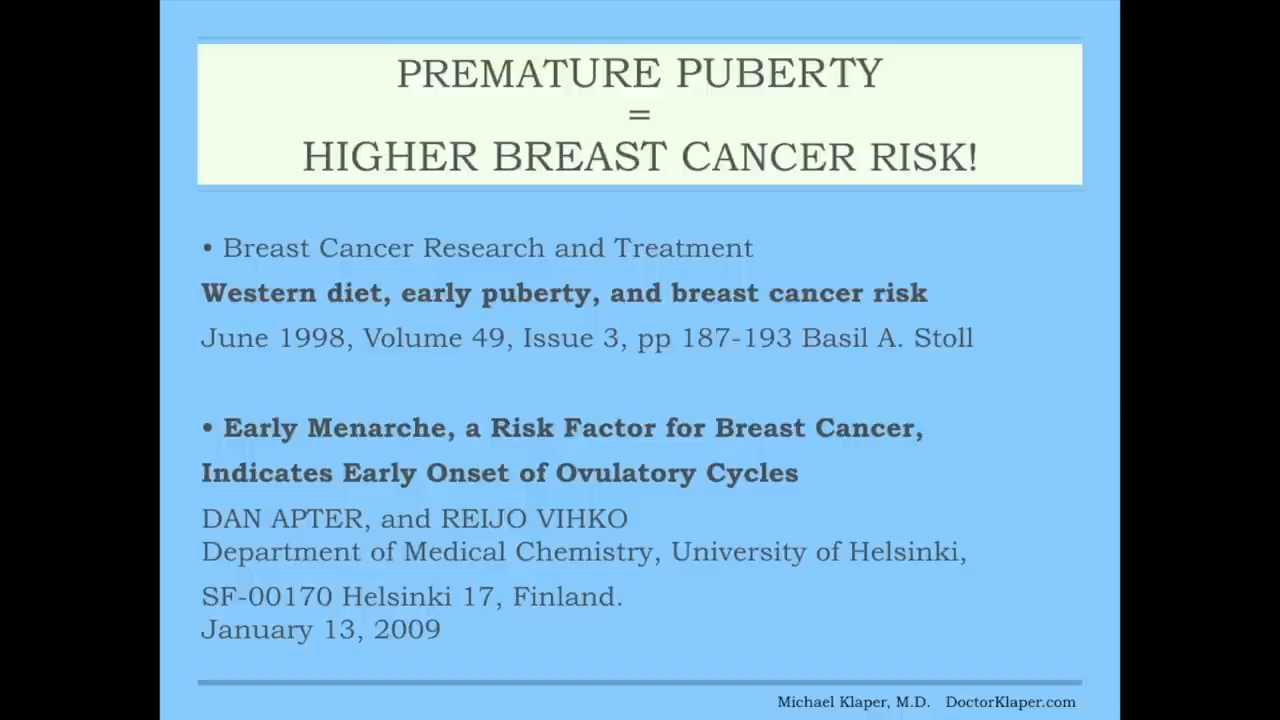 PREMATURE PUBERTY
=
HIGHER BREAST CANCER RISK!
• Breast Cancer Research and Treatment
Western diet, early puberty, and breast cancer risk
June 1998, Volume 49, Issue 3, pp 187-193 Basil A. Stoll
• Early Menarche, a Risk Factor for Breast Cancer,
Indicates Early Onset of Ovulatory Cycles
DAN APTER, and REIJO VIHKO
Department of Medical Chemistry, University of Helsinki,
SF-00170 Helsinki 17, Finland.
January 13, 2009
Michael Klaper, M.D. DoctorKlaper.com